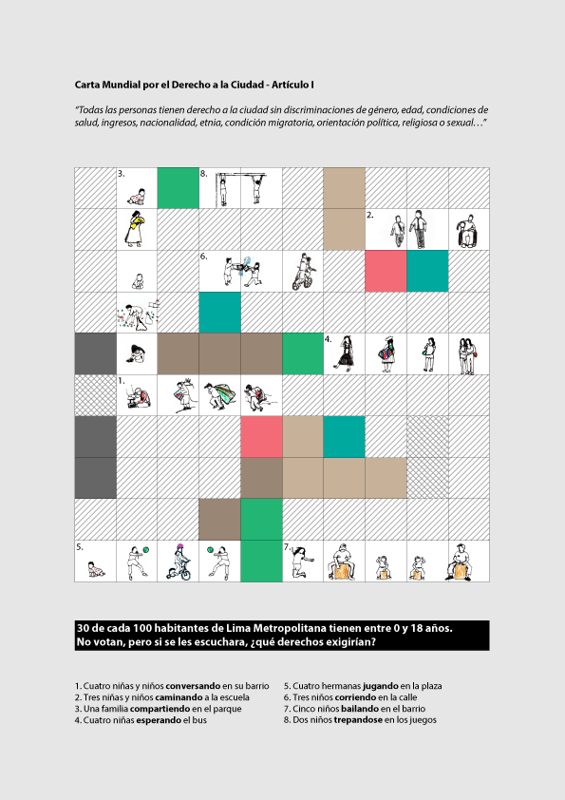 Carta Mundial por el Derecho a la Ciudad - Artículo I
“Todas las personas tienen derecho a la ciudad sin discriminaciones de género, edad, condiciones de
salud, ingresos, nacionalidad, etnia, condición migratoria, orientación política, religiosa o sexual. . .”
3. 8.
2.
6.
4.
1.
5. 7.
30 de cada 100 habitantes de Lima Metropolitana tienen entre 0 y 18 años.
No votan, pero si se les escuchara, ¿qué derechos exigirían?
1. Cuatro niñas y niños conversando en su barrio
2. Tres niñas y niños caminando a la escuela
3. Una familia compartiendo en el parque
4. Cuatro niñas esperando el bus
5. Cuatro hermanas jugando en la plaza
6. Tres niños corriendo en la calle
7. Cinco niños bailando en el barrio
8. Dos niños trepandose en los juegos